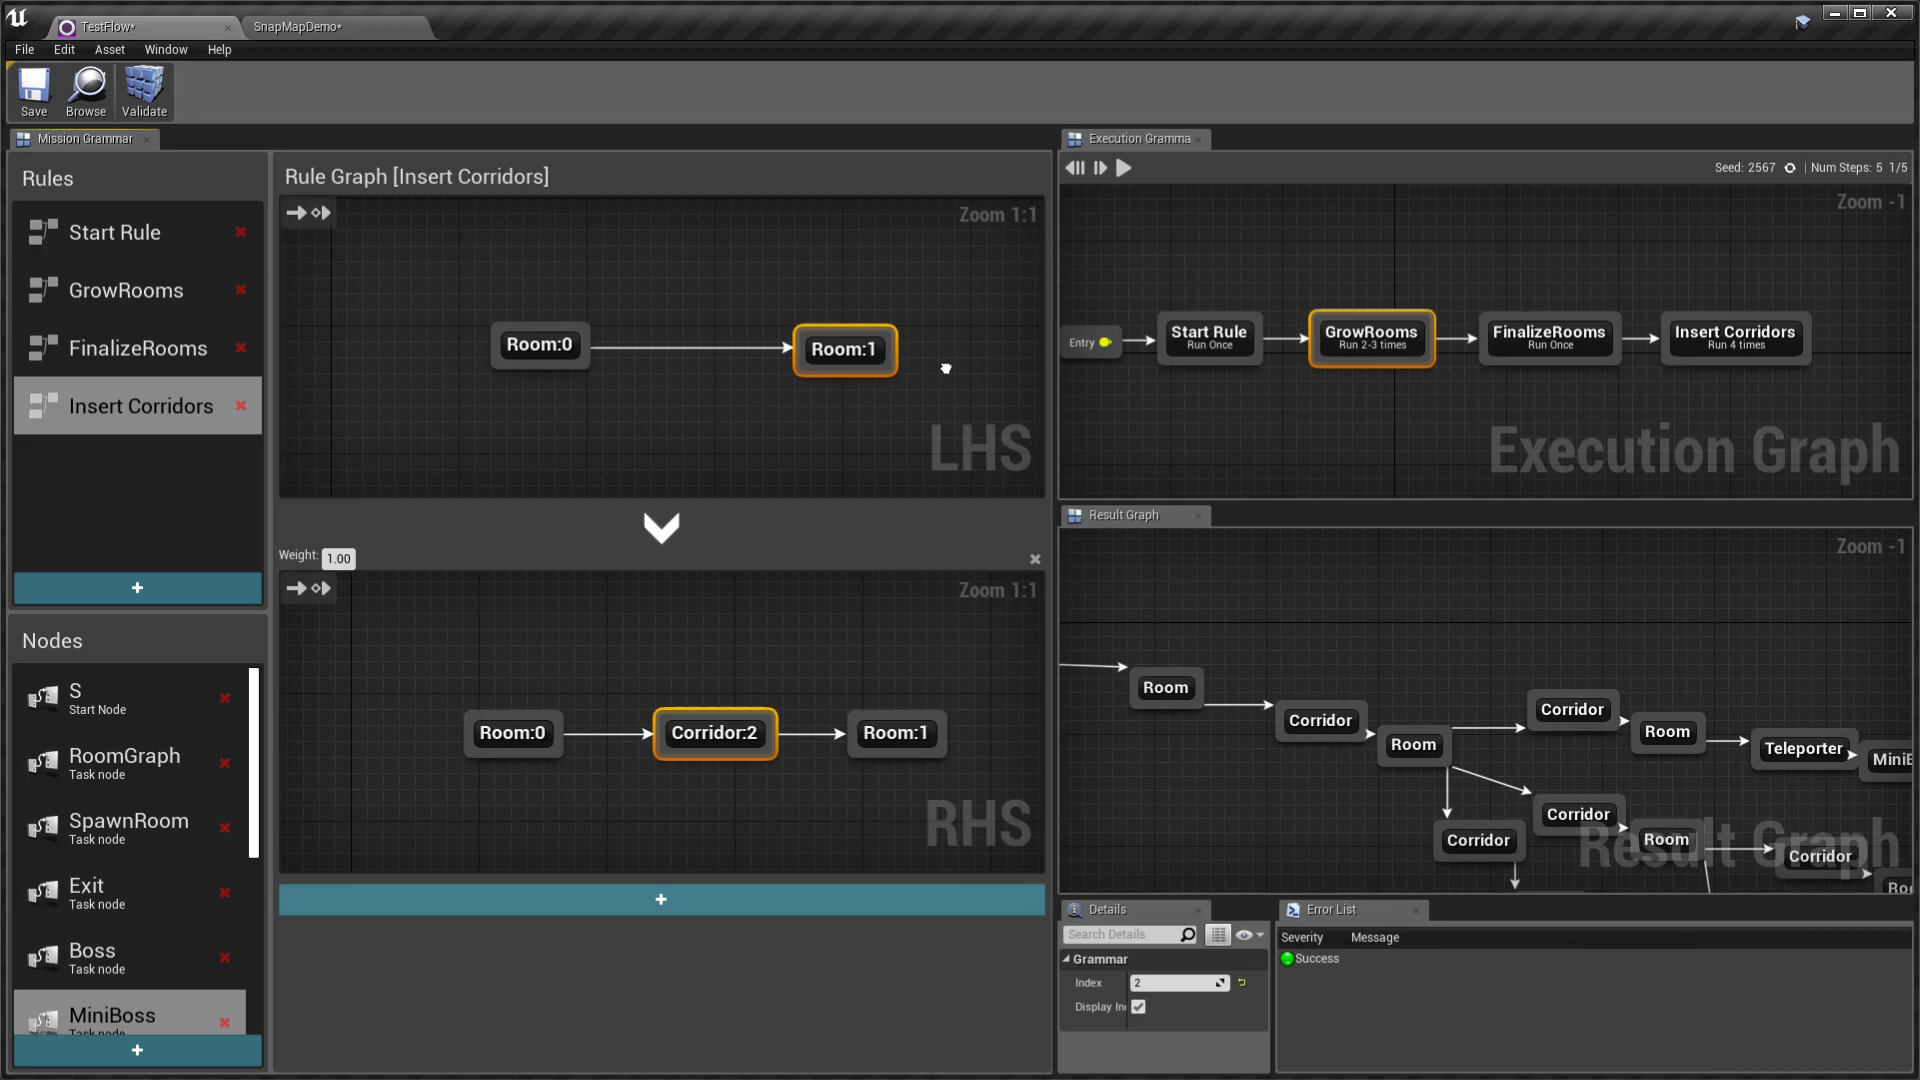 TestFlow*
SnapMapDemo*
File Edit Asset Window Help
Save Browse Validate
Mission Grammar
Rules
Start Rule
GrowRooms
FinalizeRooms
Insert Corridors
+
Nodes
S
Start Node
RoomGraph
Task node
SpawnRoom
Task node
Exit
Task node
Boss
Task node
MiniBoss
Task node
+
Rule Graph [Insert Corridors]
Zoom 1:1
Room:0
Room:1
LHS
Weight: 1.00
Zoom 1:1
Room:0
Corridor:2
Room:1
RHS
+
Execution Gramma
Seed: 2567
Num Steps: 5 1/5
Zoom -1
Entry
Start Rule
Run Once
GrowRooms
Run 2-3 times
FinalizeRooms
Run Once
Insert Corridors
Run 4 times
Execution Graph
Result Graph
Zoom -1
Room
Corridor
Room
Corridor
Room
Teleporter
MiniB
Corridor
Corridor
Room
Corridor
Roo
Result Graph
Details
Search Details
Grammar
Index 2
Display In
Error List
Severity Message
Success